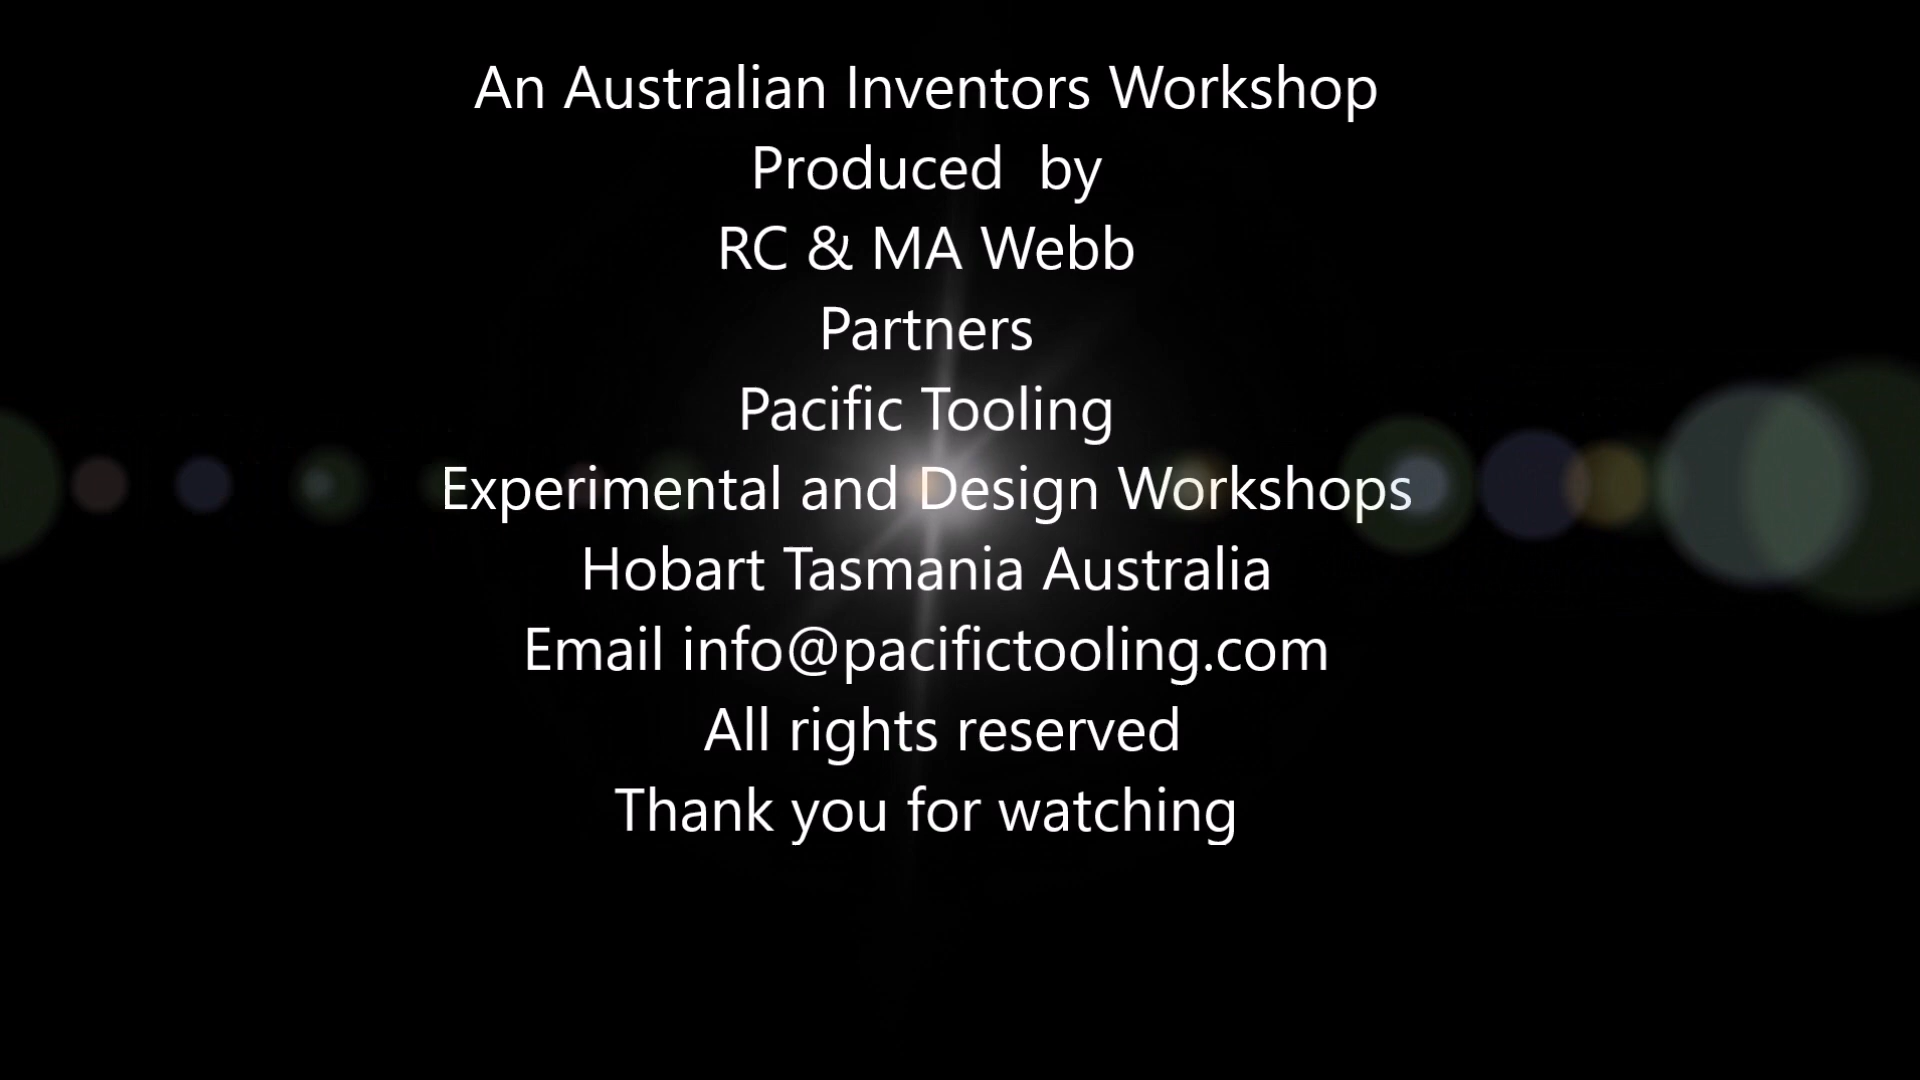 An Australian Inventors Workshop
Produced  by
RC & MA Webb
Partners
Pacific Tooling
Experimental and Design Workshops
Hobart Tasmania Australia
Email info@pacifictooling.com
All rights reserved
Thank you for watching